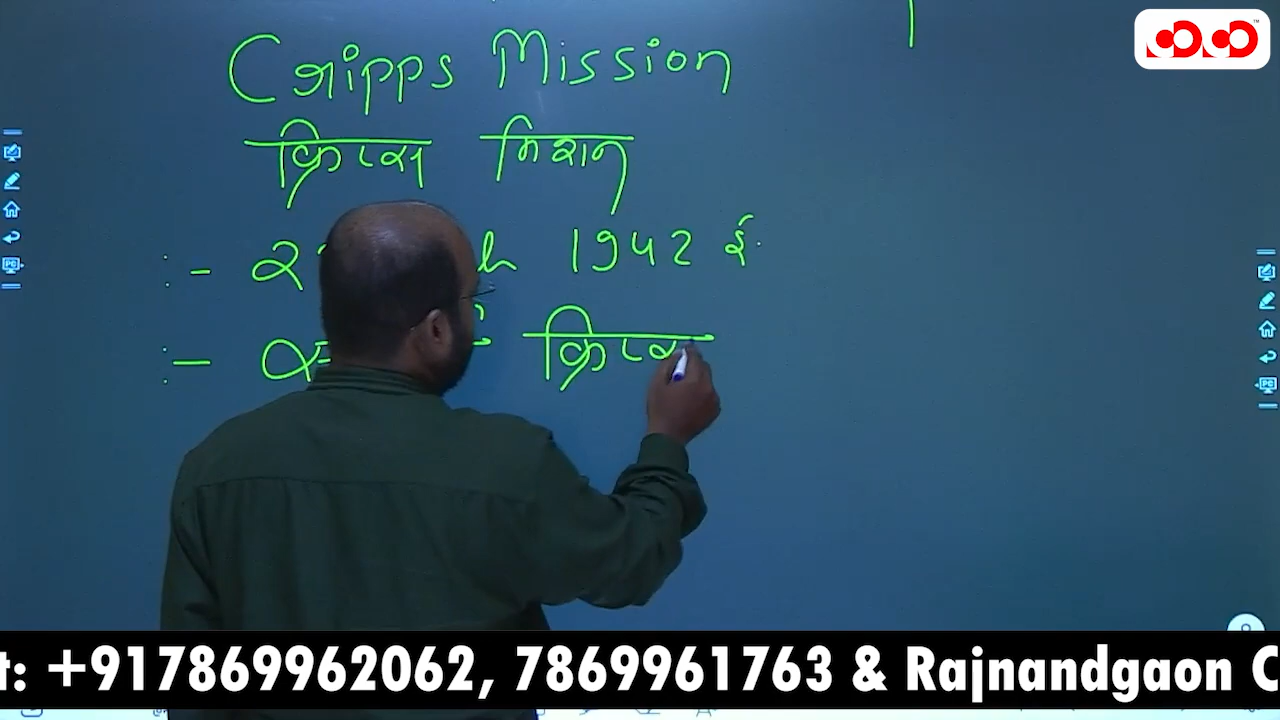 Cripps Mission
क्रिप्स मिशन
:- 1942 ई.
:- क्रिप्स
t: +917869962062, 7869961763 & Rajnandgaon C